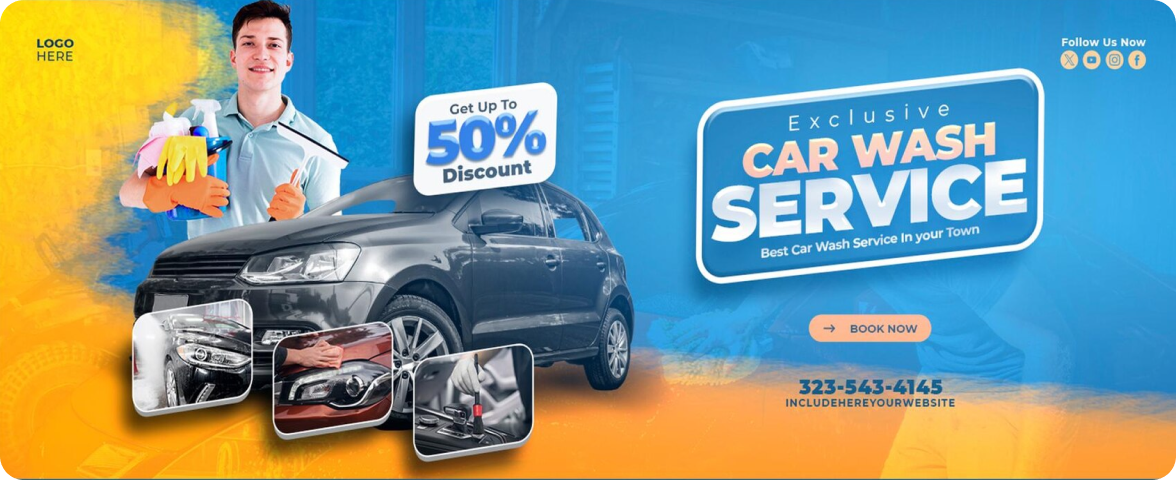 LOGO
HERE
Follow Us Now
Get Up To
50%
Discount
Exclusive
CAR WASH
SERVICE
Best Car Wash Service In your Town
BOOK NOW
323-543-4145
INCLUDEHEREYOURWEBSITE